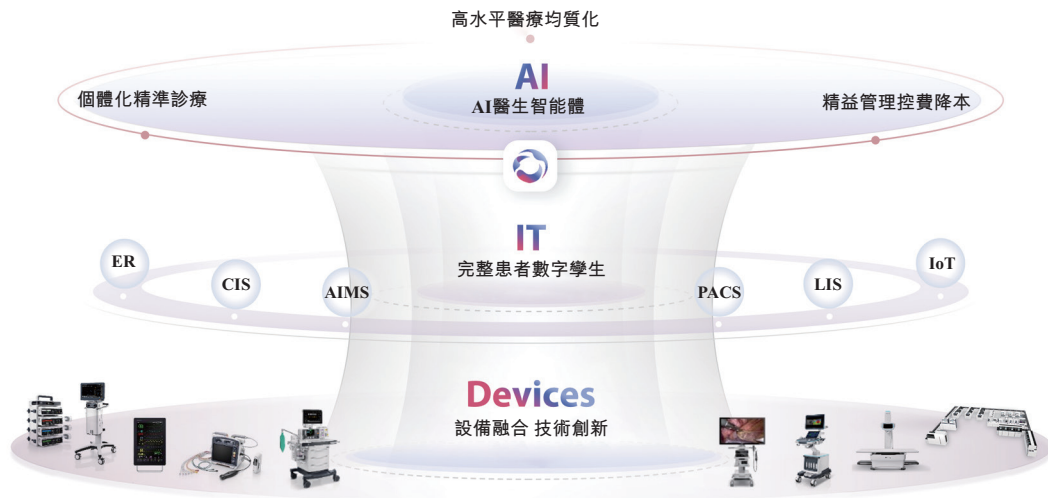 高水平醫療均質化
AI
AI醫生智能體
個體化精準診療
精益管理控費降本
IT
完整患者數字孿生
ER
CIS
AIMS
PACS
LIS
IoT
Devices
設備融合 技術創新